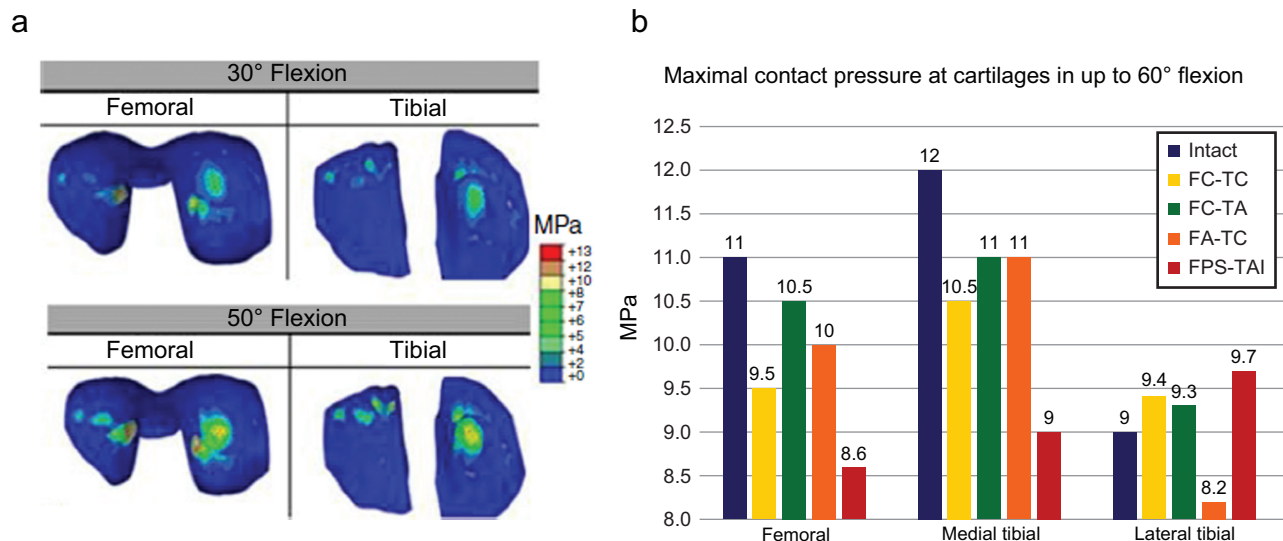 a
30° Flexion
Femoral
Tibial
MPa
+13
+12
+10
+8
+7
+6
+5
+4
+2
+0
50° Flexion
Femoral
Tibial
b
Maximal contact pressure at cartilages in up to 60° flexion
MPa
12.5
12.0
11.5
11.0
10.5
10.0
9.5
9.0
8.5
8.0
Intact
FC-TC
FC-TA
FA-TC
FPS-TAI
11
9.5
10.5
10
8.6
12
10.5
11
11
9
9
9.4
9.3
8.2
9.7
Femoral
Medial tibial
Lateral tibial